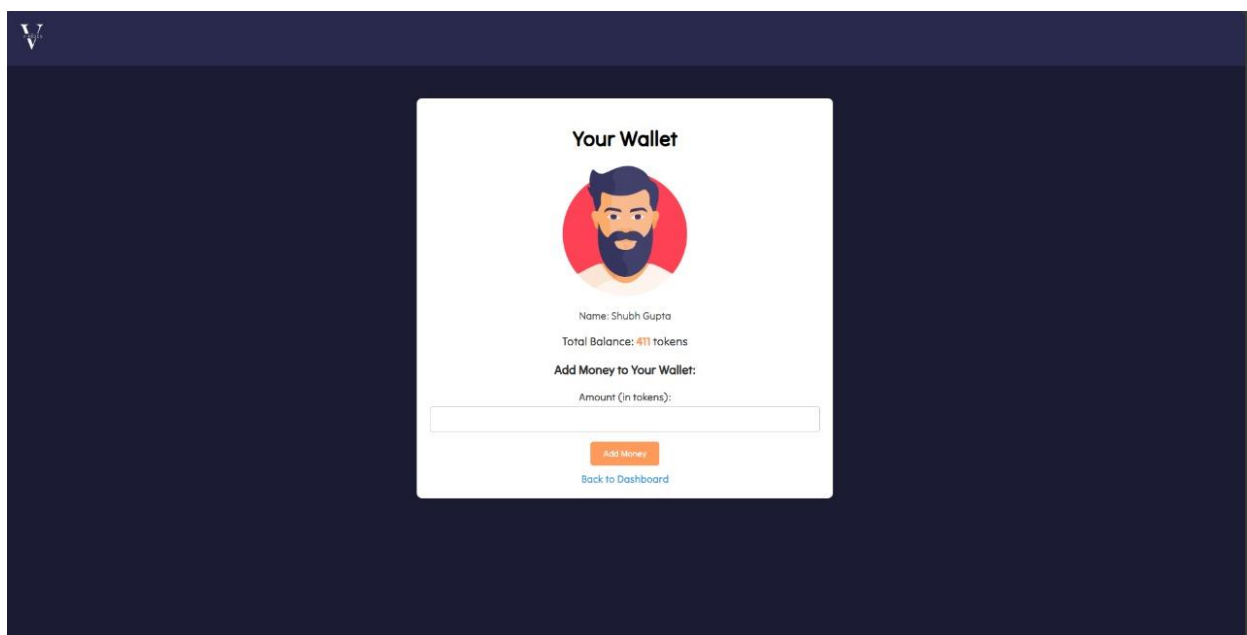 V
Your Wallet
Name: Shubh Gupta
Total Balance: 411 tokens
Add Money to Your Wallet:
Amount (in tokens):
Add Money
Back to Dashboard